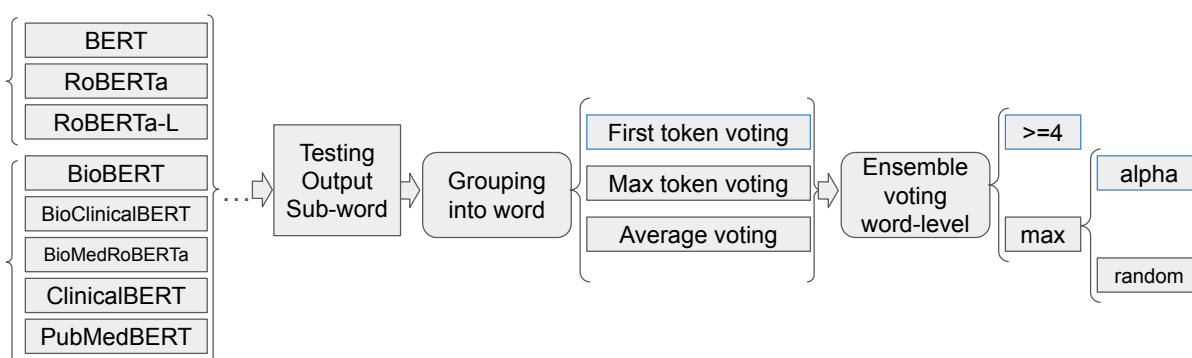 BERT
RoBERTa
RoBERTa-L
BioBERT
BioClinicalBERT
BioMedRoBERTa
ClinicalBERT
PubMedBERT
...
Testing
Output
Sub-word
Grouping
into word
First token voting
Max token voting
Average voting
Ensemble
voting
word-level
>=4
max
alpha
random